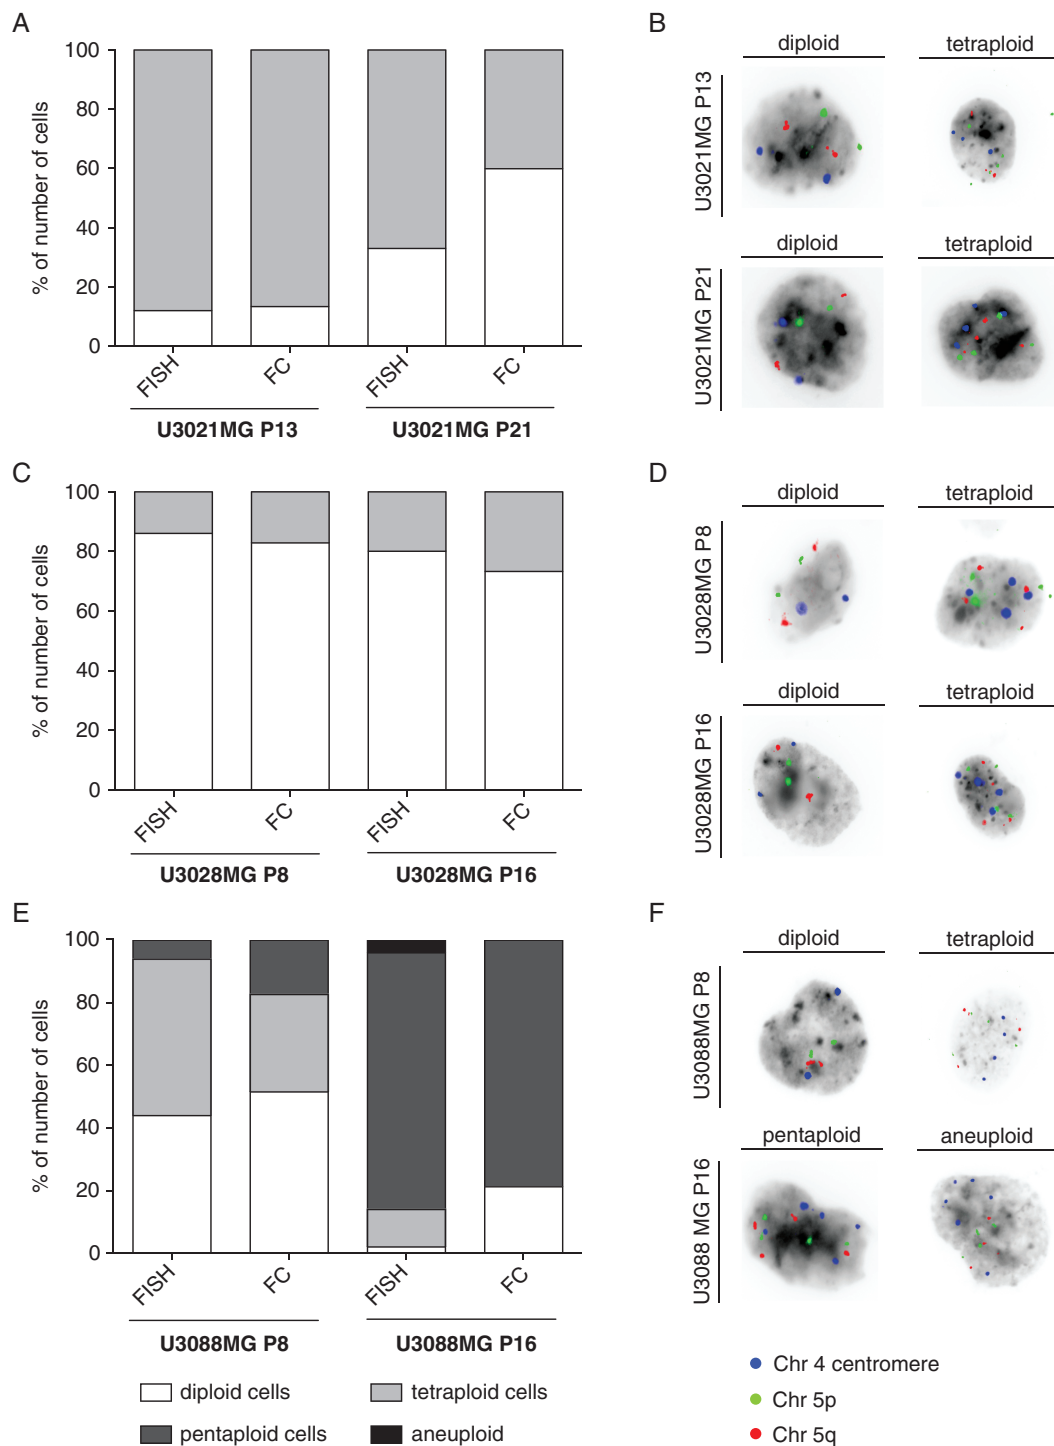 A
100
80
60
40
20
0
% of number of cells
FISH
FC
FISH
FC
U3021MG P13
U3021MG P21
B
diploid
tetraploid
U3021MG P13
diploid
tetraploid
U3021MG P21
C
100
80
60
40
20
0
% of number of cells
FISH
FC
FISH
FC
U3028MG P8
U3028MG P16
D
diploid
tetraploid
U3028MG P8
diploid
tetraploid
U3028MG P16
E
100
80
60
40
20
0
% of number of cells
FISH
FC
FISH
FC
U3088MG P8
U3088MG P16
diploid cells
tetraploid cells
pentaploid cells
aneuploid
F
diploid
tetraploid
U3088MG P8
pentaploid
aneuploid
U3088 MG P16
Chr 4 centromere
Chr 5p
Chr 5q